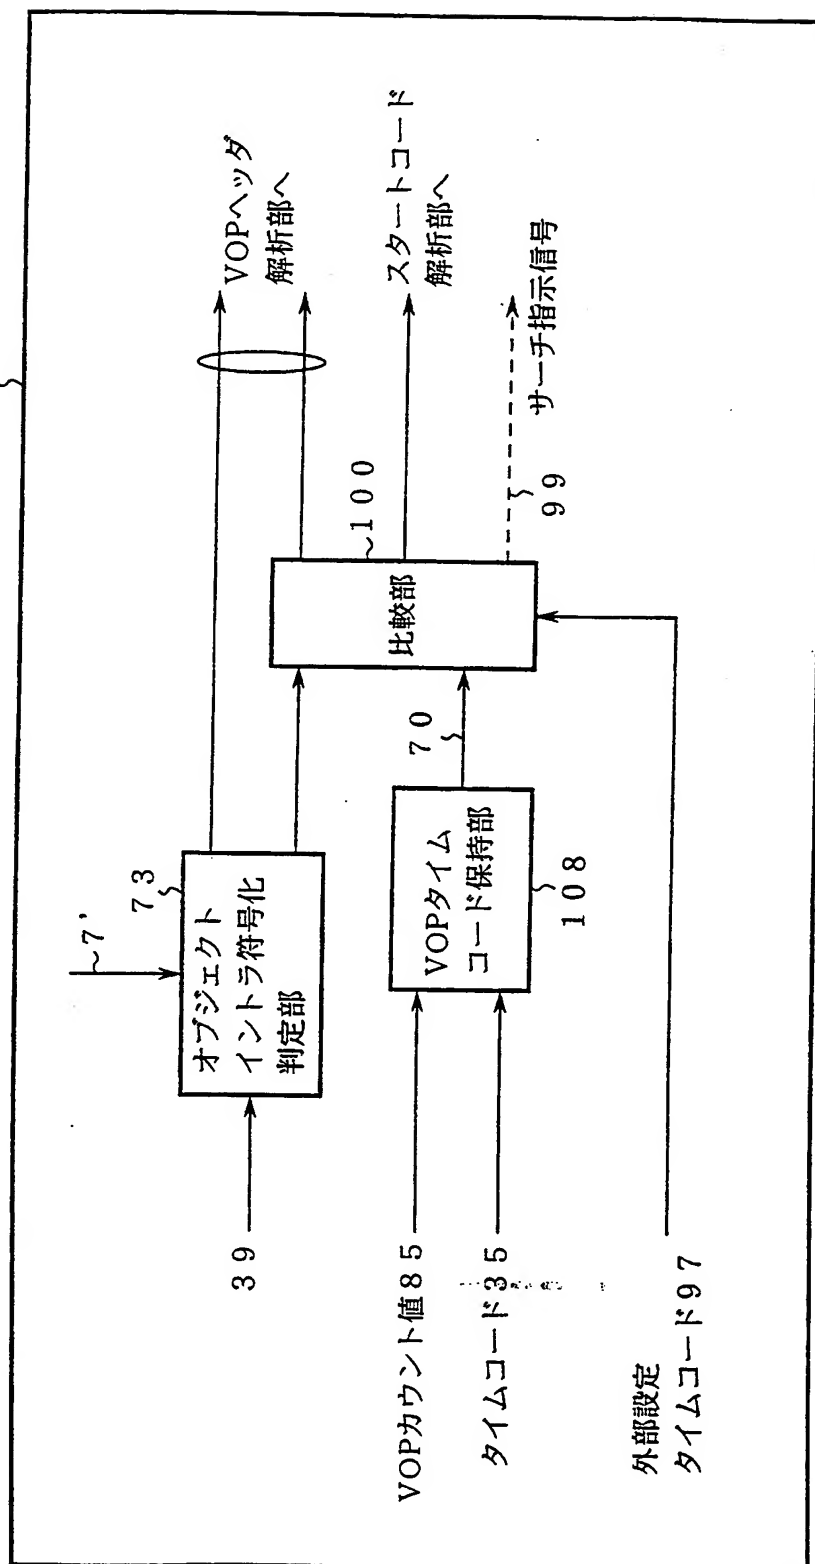 ~7'
73
39
オブジェクト
イントラ符号化
判定部
VOPヘッダ
解析部へ
スタートコード
解析部へ
サーチ指示信号
99
100
比較部
70
VOPタイム
コード保持部
108
VOPカウント値85
タイムコード35
外部設定
タイムコード97